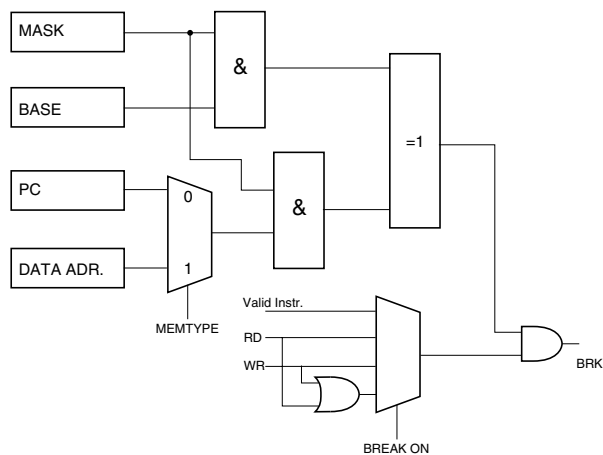 MASK
&
BASE
=1
PC
0
&
DATA ADR.
1
Valid Instr.
MEMTYPE
RD
WR
BRK
BREAK ON